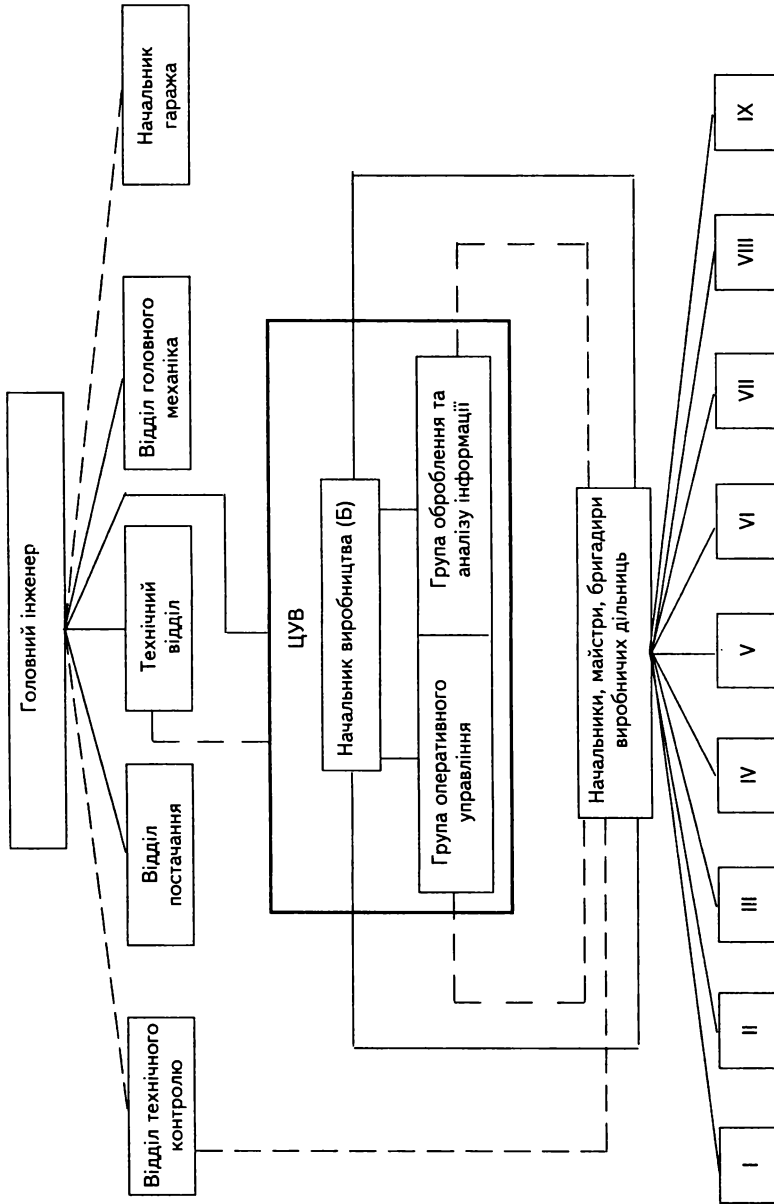 Головний інженер
Відділ технічного
контролю
Відділ
постачання
Технічний
відділ
Відділ головного
механіка
Начальник
гаража
ЦУВ
Начальник виробництва (Б)
Група оперативного
управління
Група оброблення та
аналізу інформації
Начальники, майстри, бригадири
виробничих дільниць
I
II
III
IV
V
VI
VII
VIII
IX